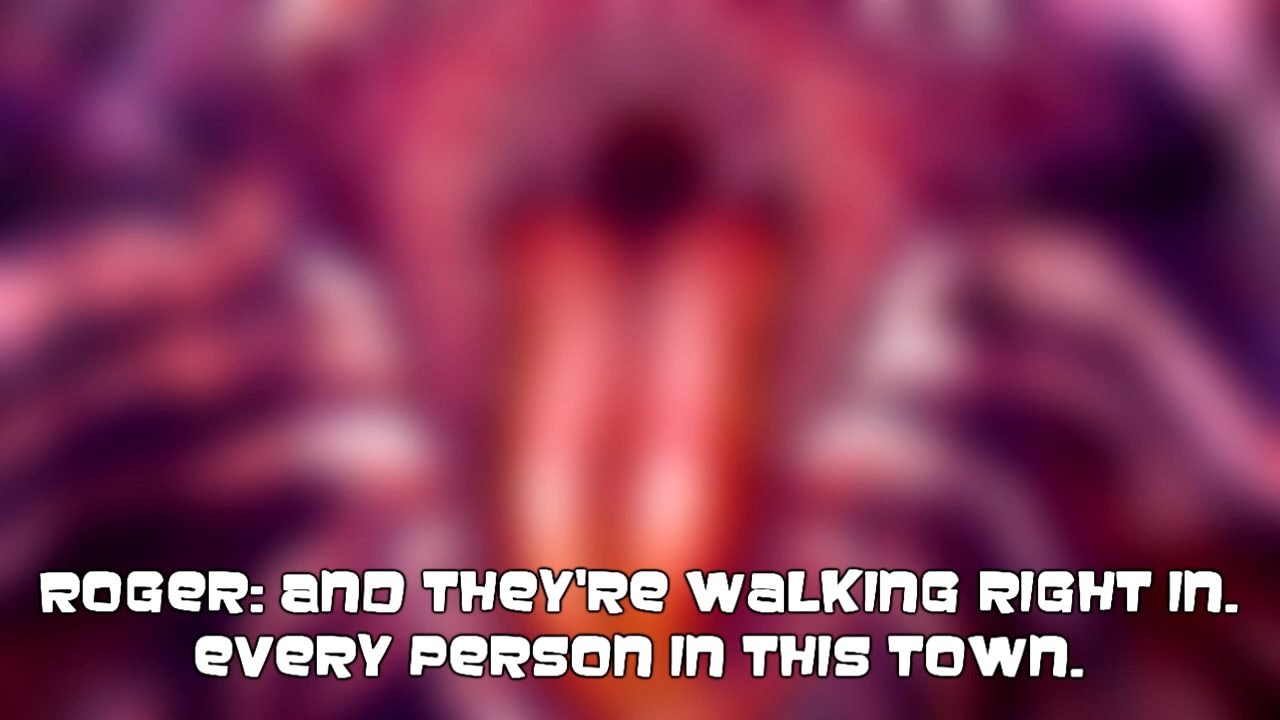 ROGER: AND THEY'RE WALKING RIGHT IN.
EVERY PERSON IN THIS TOWN.